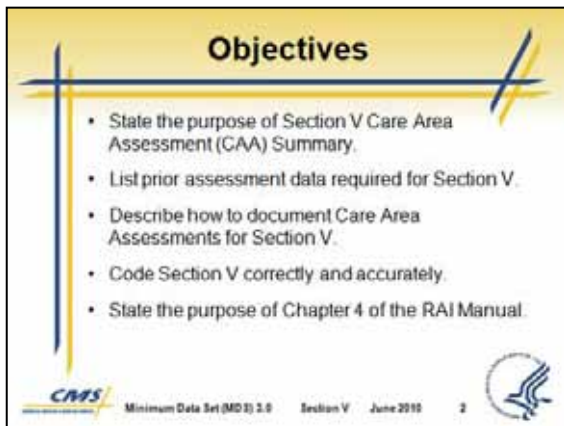 Objectives
• State the purpose of Section V Care Area
Assessment (CAA) Summary.
• List prior assessment data required for Section V.
• Describe how to document Care Area
Assessments for Section V.
• Code Section V correctly and accurately.
• State the purpose of Chapter 4 of the RAI Manual.
CMS Minimum Data Set (MDS) 3.0 Section V June 2010 2